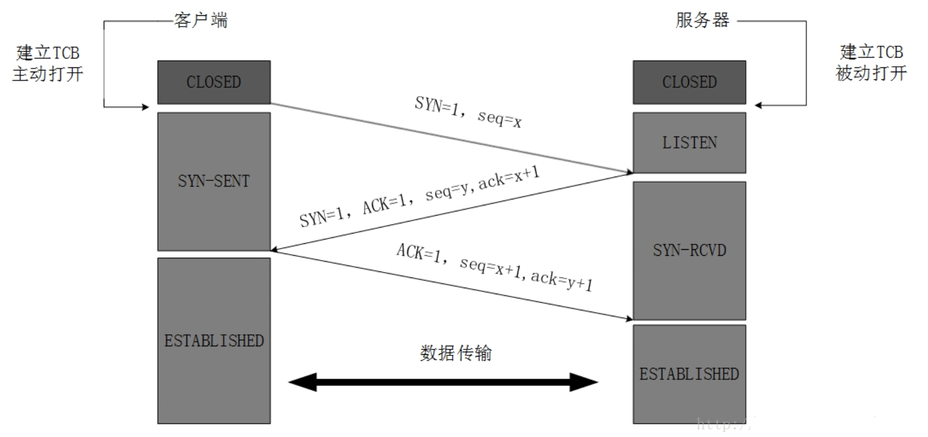 客户端
服务器
建立TCB
主动打开
建立TCB
被动打开
CLOSED
CLOSED
SYN=1, seq=x
LISTEN
SYN-SENT
SYN=1, ACK=1, seq=y,ack=x+1
SYN-RCVD
ACK=1, seq=x+1,ack=y+1
ESTABLISHED
数据传输
ESTABLISHED